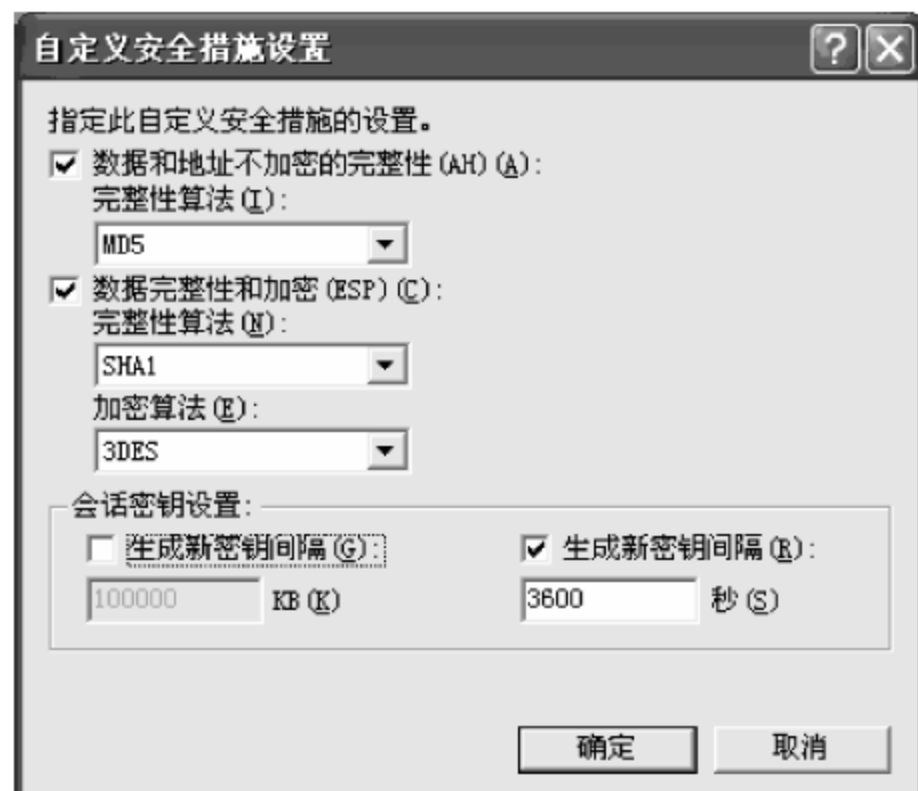 自定义安全措施设置
指定此自定义安全措施的设置。
数据和地址不加密的完整性(AH)(A):
完整性算法(I):
MD5
数据完整性和加密(ESP)(C):
完整性算法(N):
SHA1
加密算法(E):
3DES
会话密钥设置:
生成新密钥间隔(G): 生成新密钥间隔(R):
100000 KB(K) 3600 秒(S)
确定 取消